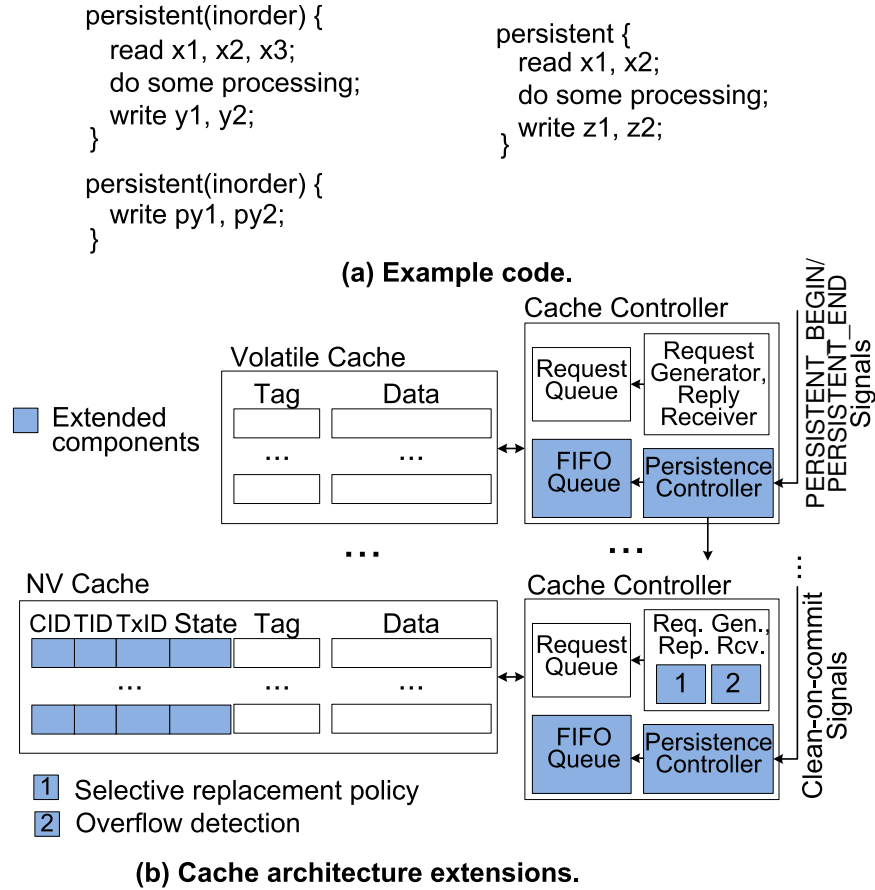 persistent(inorder) {
read x1, x2, x3;
do some processing;
write y1, y2;
}
persistent(inorder) {
write py1, py2;
}
persistent {
read x1, x2;
do some processing;
write z1, z2;
}
(a) Example code.
PERSISTENT_BEGIN/
PERSISTENT_END
Signals
Cache Controller
Volatile Cache
Tag Data
... ...
Request
Queue
Request
Generator,
Reply
Receiver
Extended
components
FIFO
Queue
Persistence
Controller
... ...
...
NV Cache
CID TID TxID State Tag Data
... ... ...
Cache Controller
Request
Queue
Req. Gen.,
Rep. Rcv.
1 2
FIFO
Queue
Persistence
Controller
Clean-on-commit
Signals
1 Selective replacement policy
2 Overflow detection
(b) Cache architecture extensions.